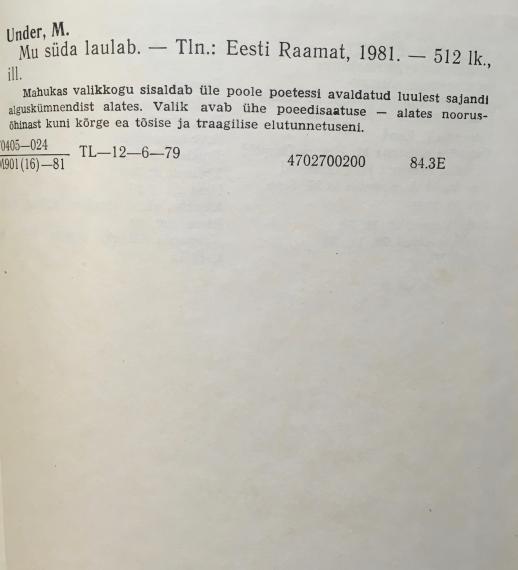 Under, M.
Mu süda laulab. — Tln.: Eesti Raamat, 1981. — 512 lk.,
ill.
Mahukas valikkogu sisaldab üle poole poetessi avaldatud luulest sajandi
alguskümnendist alates. Valik avab ühe poeedisaatuse — alates noorus-
õhinast kuni kõrge ea tõsise ja traagilise elutunnetuseni.
0405—024
M901(16)—81
TL—12—6—79
4702700200
84.3E